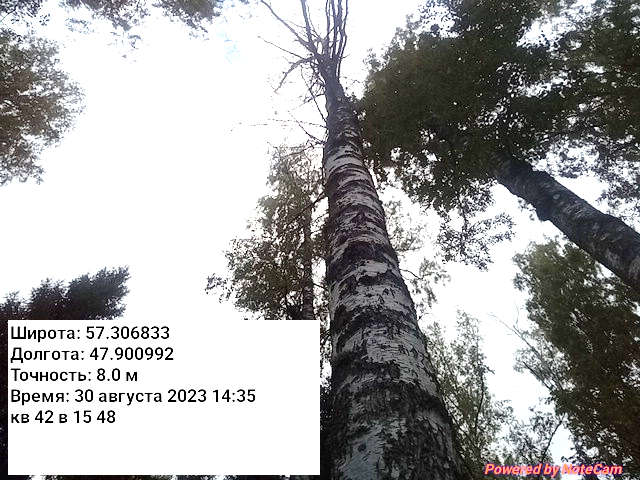 Широта: 57.306833
Долгота: 47.900992
Точность: 8.0 м
Время: 30 августа 2023 14:35
кв 42 в 15 48
Powered by NoteCam